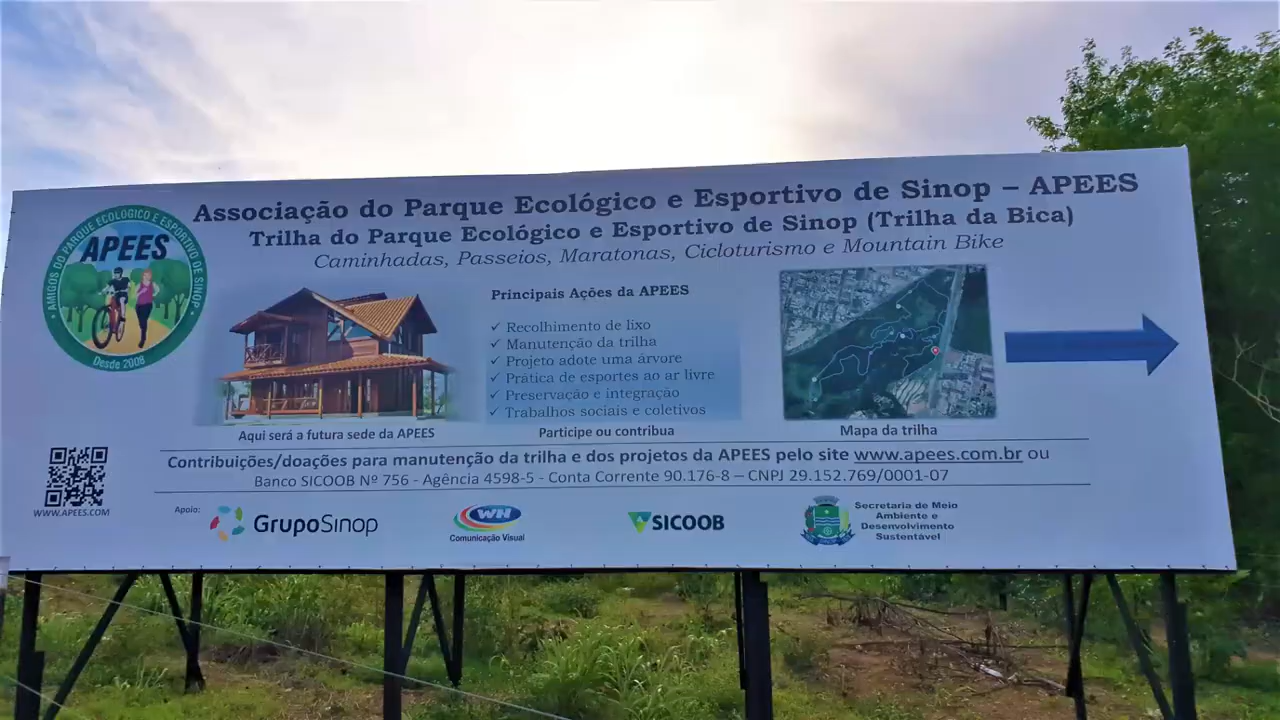 Associação do Parque Ecológico e Esportivo de Sinop – APEES
Trilha do Parque Ecológico e Esportivo de Sinop (Trilha da Bica)
Caminhadas, Passeios, Maratonas, Cicloturismo e Mountain Bike
AMIGOS DO PARQUE ECOLÓGICO E ESPORTIVO DE SINOP
APEES
Desde 2008
Principais Ações da APEES
✓ Recolhimento de lixo
✓ Manutenção da trilha
✓ Projeto adote uma árvore
✓ Prática de esportes ao ar livre
✓ Preservação e integração
✓ Trabalhos sociais e coletivos
Aqui será a futura sede da APEES
Participe ou contribua
Mapa da trilha
Contribuições/doações para manutenção da trilha e dos projetos da APEES pelo site www.apees.com.br ou
Banco SICOOB Nº 756 - Agência 4598-5 - Conta Corrente 90.176-8 – CNPJ 29.152.769/0001-07
WWW.APEES.COM
Apoio:
GrupoSinop
WN
Comunicação Visual
SICOOB
Secretaria de Meio
Ambiente e
Desenvolvimento
Sustentável